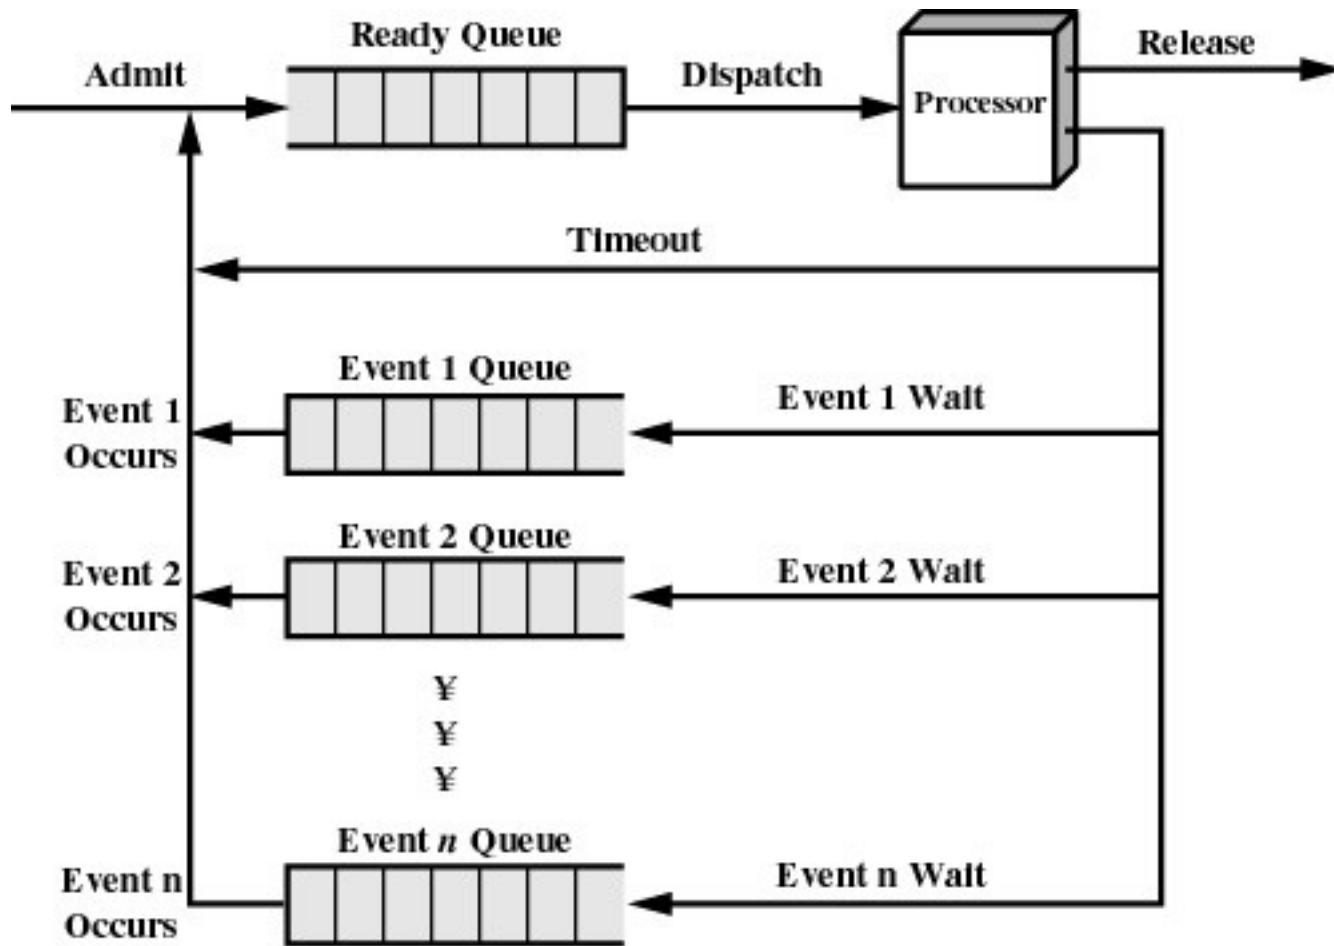 Ready Queue
Admit
Dispatch
Processor
Release
Timeout
Event 1 Queue
Event 1
Occurs
Event 1 Wait
Event 2 Queue
Event 2
Occurs
Event 2 Wait
¥
¥
¥
Event n Queue
Event n
Occurs
Event n Wait